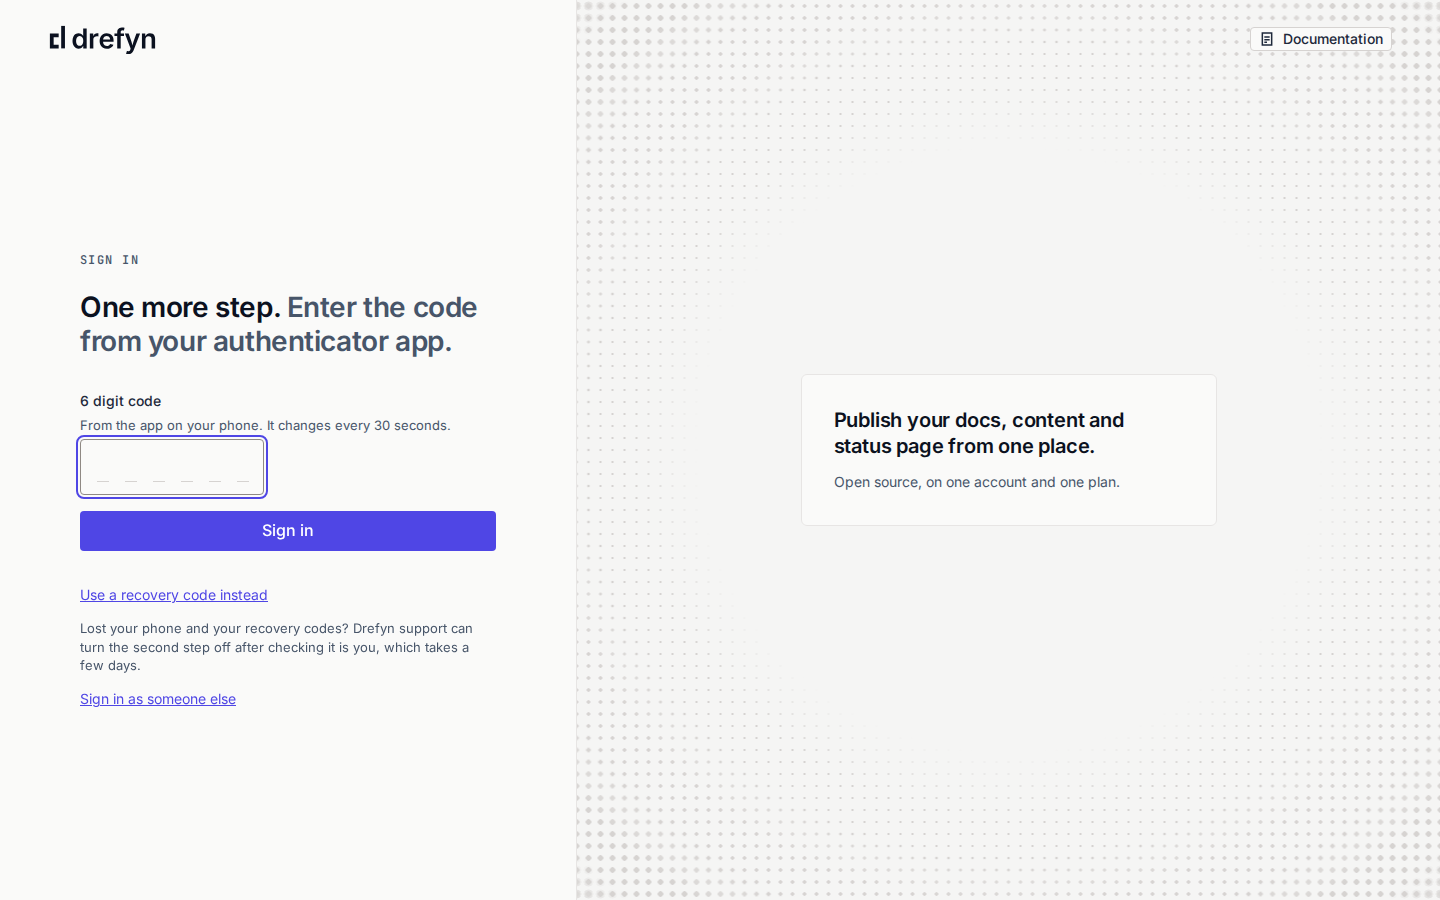 drefyn
Documentation
SIGN IN
One more step. Enter the code
from your authenticator app.
6 digit code
From the app on your phone. It changes every 30 seconds.
Sign in
Use a recovery code instead
Lost your phone and your recovery codes? Drefyn support can
turn the second step off after checking it is you, which takes a
few days.
Sign in as someone else
Publish your docs, content and
status page from one place.
Open source, on one account and one plan.